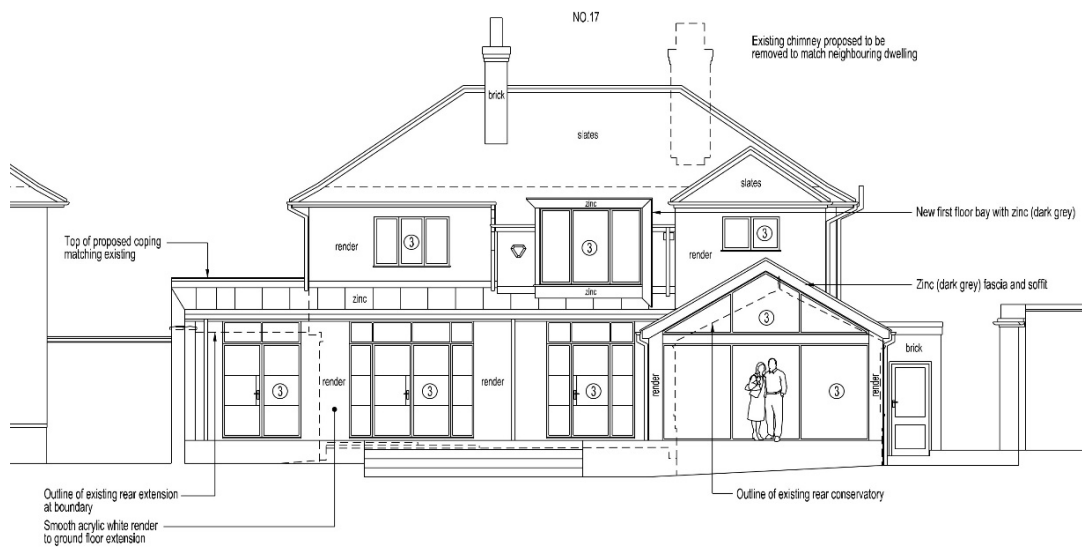 NO.17
Existing chimney proposed to be
removed to match neighbouring dwelling
brick
slates
slates
zinc
New first floor bay with zinc (dark grey)
3
3
3
Top of proposed coping
matching existing
render
render
zinc
Zinc (dark grey) fascia and soffit
zinc
3
brick
render
render
render
render
3
3
3
3
Outline of existing rear extension
at boundary
Outline of existing rear conservatory
Smooth acrylic white render
to ground floor extension